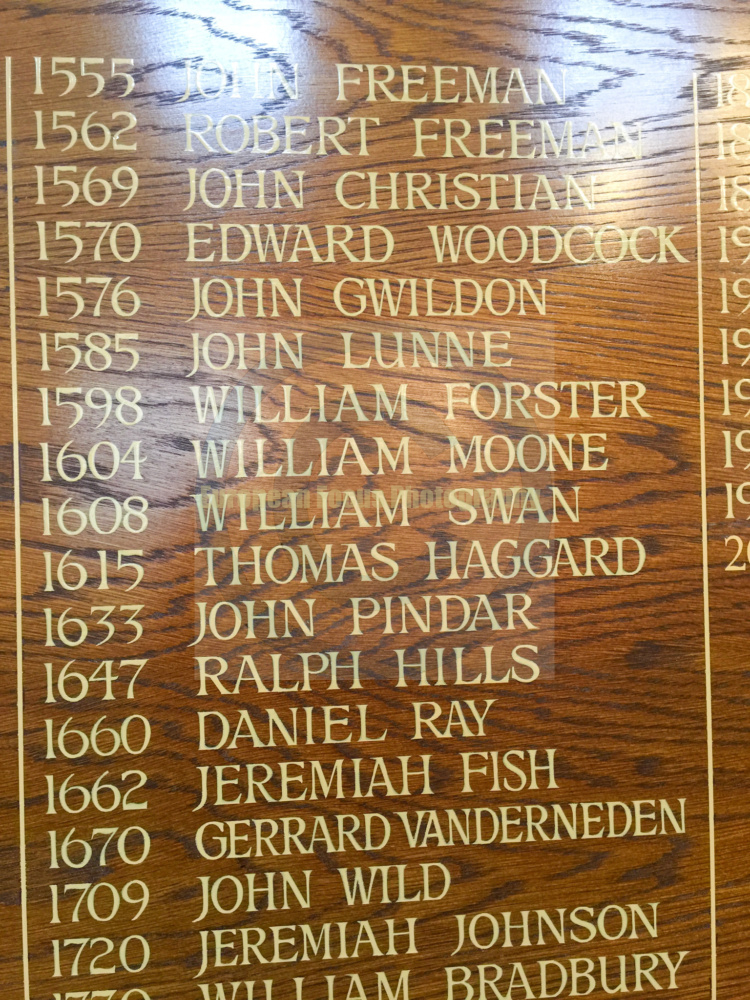 1555 JOHN FREEMAN
1562 ROBERT FREEMAN
1569 JOHN CHRISTIAN
1570 EDWARD WOODCOCK
1576 JOHN GWILDON
1585 JOHN LUNNE
1598 WILLIAM FORSTER
1604 WILLIAM MOONE
1608 WILLIAM SWAN
1615 THOMAS HAGGARD
1633 JOHN PINDAR
1647 RALPH HILLS
1660 DANIEL RAY
1662 JEREMIAH FISH
1670 GERRARD VANDERNEDEN
1709 JOHN WILD
1720 JEREMIAH JOHNSON
WILLIAM BRADBURY